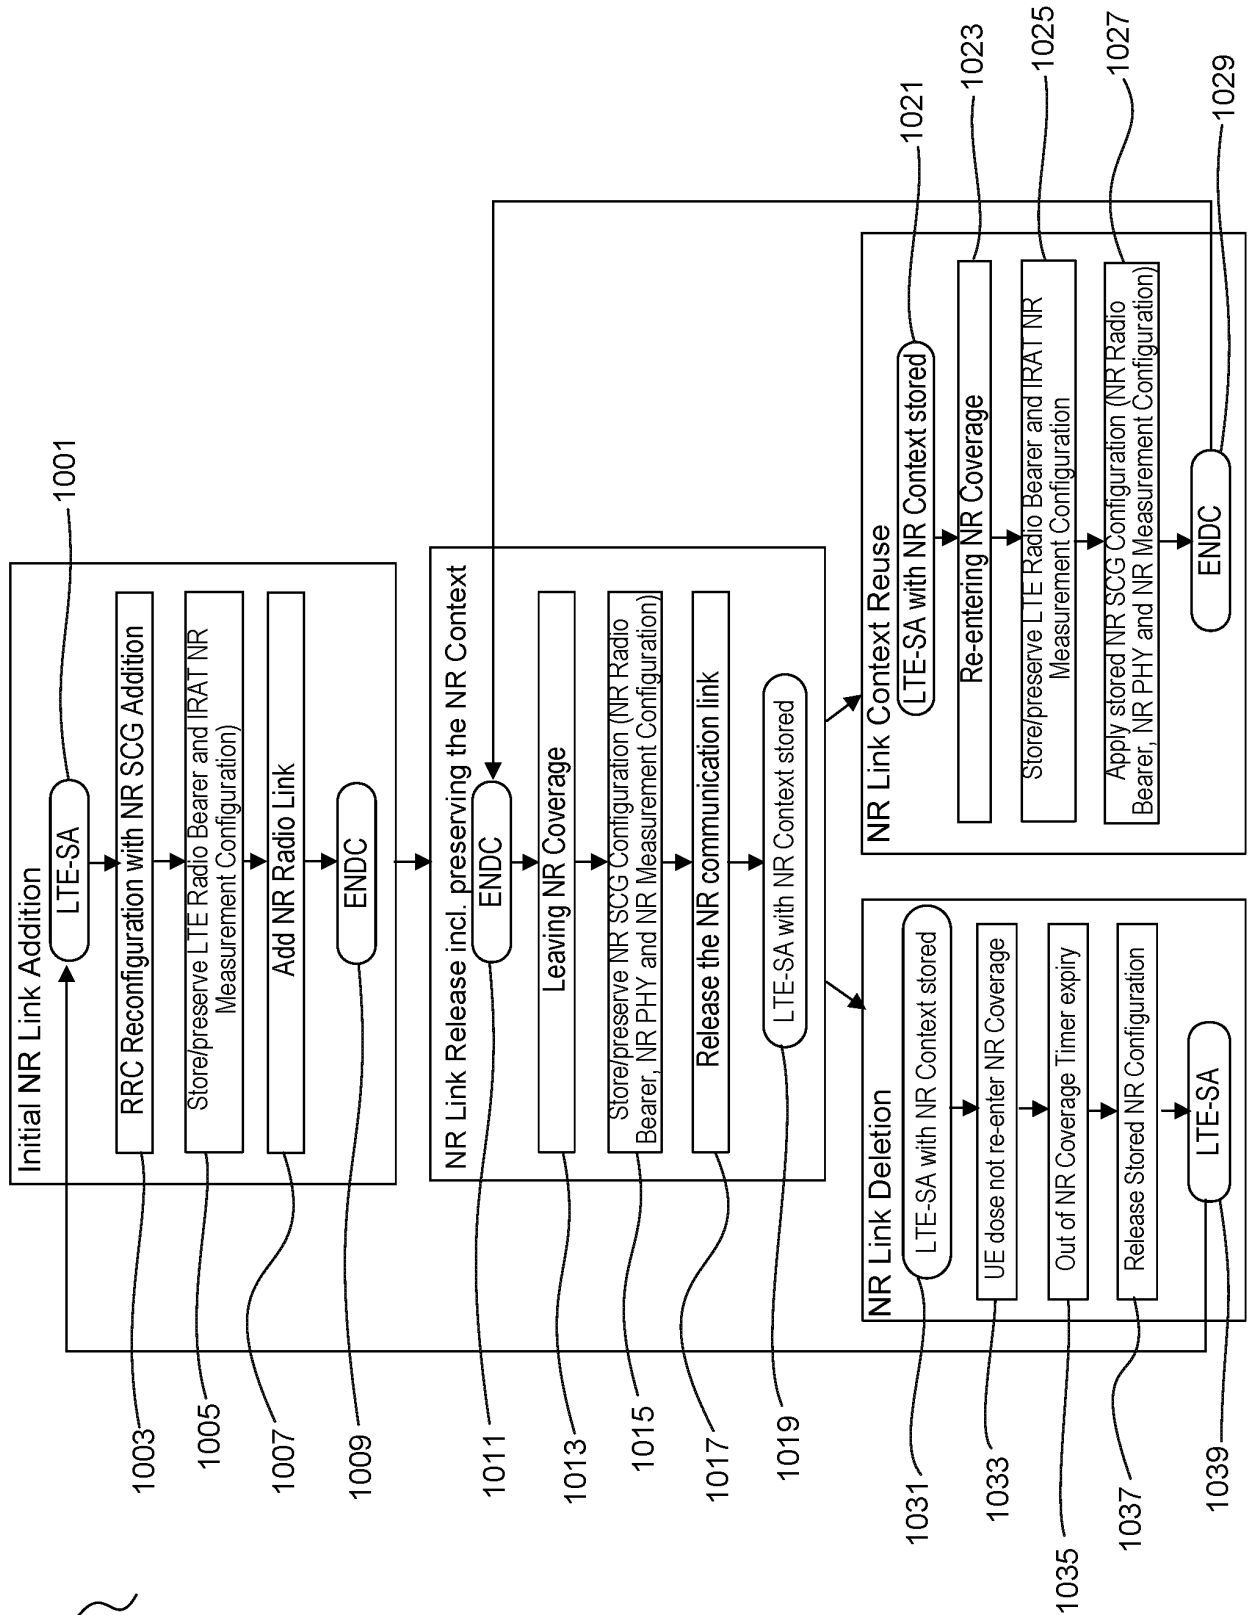 Initial NR Link Addition
LTE-SA
1001
RRC Reconfiguration with NR SCG Addition
1003
Store/preserve LTE Radio Bearer and IRAT NR
Measurement Configuration)
1005
Add NR Radio Link
1007
ENDC
1009
NR Link Release incl. preserving the NR Context
ENDC
1011
Leaving NR Coverage
1013
Store/preserve NR SCG Configuration (NR Radio
Bearer, NR PHY and NR Measurement Configuration)
1015
Release the NR communication link
1017
LTE-SA with NR Context stored
1019
NR Link Deletion
LTE-SA with NR Context stored
1031
UE dose not re-enter NR Coverage
1033
Out of NR Coverage Timer expiry
1035
Release Stored NR Configuration
1037
LTE-SA
1039
NR Link Context Reuse
LTE-SA with NR Context stored
1021
Re-entering NR Coverage
1023
Store/preserve LTE Radio Bearer and IRAT NR
Measurement Configuration
1025
Apply stored NR SCG Configuration (NR Radio
Bearer, NR PHY and NR Measurement Configuration)
1027
ENDC
1029